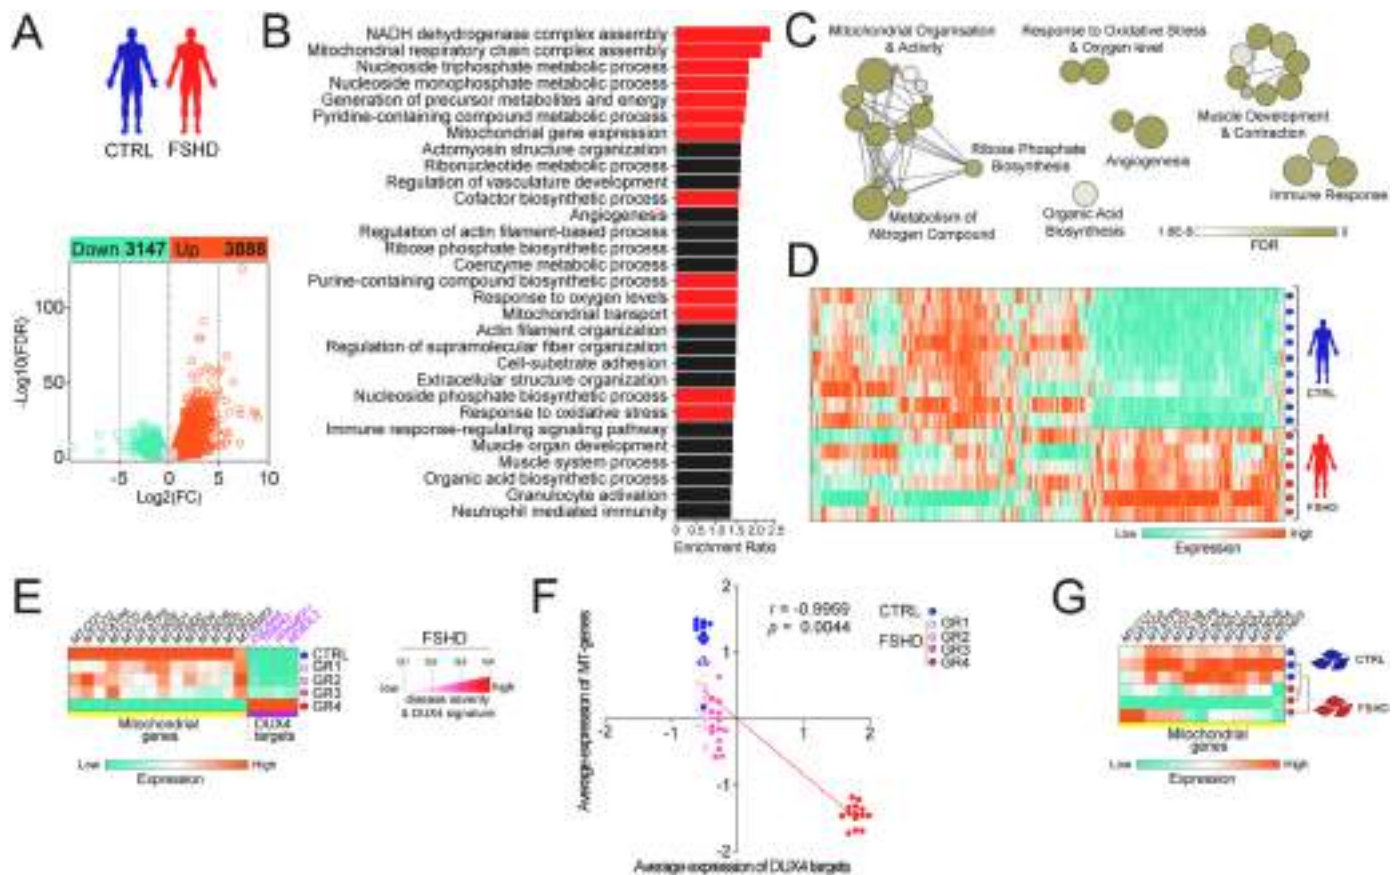 A
CTRL FSHD
Down 3147 Up 3888
-Log10(FDR)
100
50
0
-5 0 5 10
Log2(FC)
B
NADH dehydrogenase complex assembly
Mitochondrial respiratory chain complex assembly
Nucleoside triphosphate metabolic process
Nucleoside monophosphate metabolic process
Generation of precursor metabolites and energy
Pyridine-containing compound metabolic process
Mitochondrial gene expression
Actomyosin structure organization
Ribonucleotide metabolic process
Regulation of vasculature development
Cofactor biosynthetic process
Angiogenesis
Regulation of actin filament-based process
Ribose phosphate biosynthetic process
Coenzyme metabolic process
Purine-containing compound biosynthetic process
Response to oxygen levels
Mitochondrial transport
Actin filament organization
Regulation of supramolecular fiber organization
Cell-substrate adhesion
Extracellular structure organization
Nucleoside phosphate biosynthetic process
Response to oxidative stress
Immune response-regulating signaling pathway
Muscle organ development
Muscle system process
Organic acid biosynthetic process
Granulocyte activation
Neutrophil mediated immunity
0 0.5 1.0 1.5 2.0 2.5
Enrichment Ratio
C
Mitochondrial Organisation
& Activity
Response to Oxidative Stress
& Oxygen level
Muscle Development
& Contraction
Ribose Phosphate
Biosynthesis
Angiogenesis
Immune Response
Metabolism of
Nitrogen Compound
Organic Acid
Biosynthesis
FDR
D
CTRL
FSHD
Low High
Expression
E
CTRL
GR1
GR2
GR3
GR4
Mitochondrial
genes
DUX4
targets
Low High
Expression
FSHD
low high
disease severity
& DUX4 signature
F
Average expression of MT-genes
2
1
-1
-2
-2 -1 1 2
r = -0.9969
p = 0.0044
CTRL
FSHD
GR1
GR2
GR3
GR4
Average expression of DUX4 targets
G
CTRL
FSHD
Mitochondrial
genes
Low High
Expression